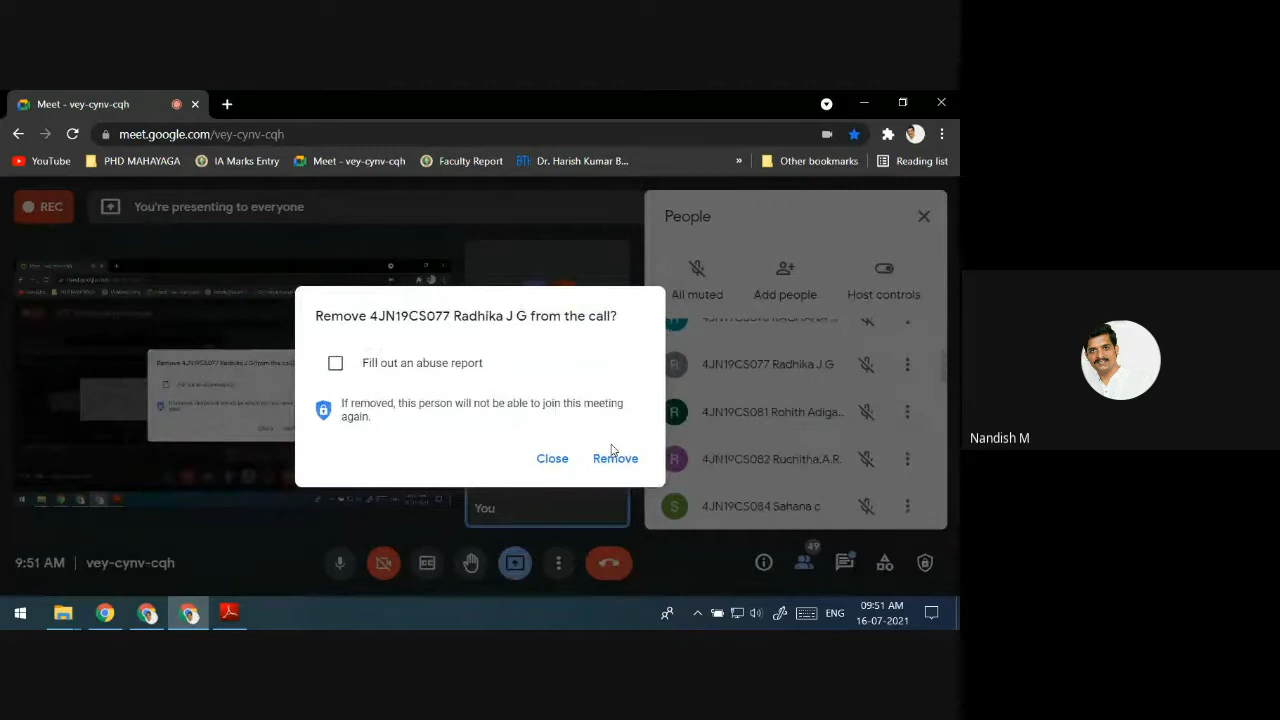 Meet - vey-cynv-cqh
meet.google.com/vey-cynv-cqh
YouTube
PHD MAHAYAGA
IA Marks Entry
Meet - vey-cynv-cqh
Faculty Report
BTI
Dr. Harish Kumar B...
»
Other bookmarks
Reading list
REC
You're presenting to everyone
People
All muted
Add people
Host controls
Remove 4JN19CS077 Radhika J G from the call?
Fill out an abuse report
If removed, this person will not be able to join this meeting
again.
Close
Remove
4JN19CS077 Radhika J G
R
4JN19CS081 Rohith Adiga..
R
4JN19CS082 Ruchitha.A.R.
S
4JN19CS084 Sahana c
You
Nandish M
9:51 AM
vey-cynv-cqh
CC
49
ENG
09:51 AM
16-07-2021